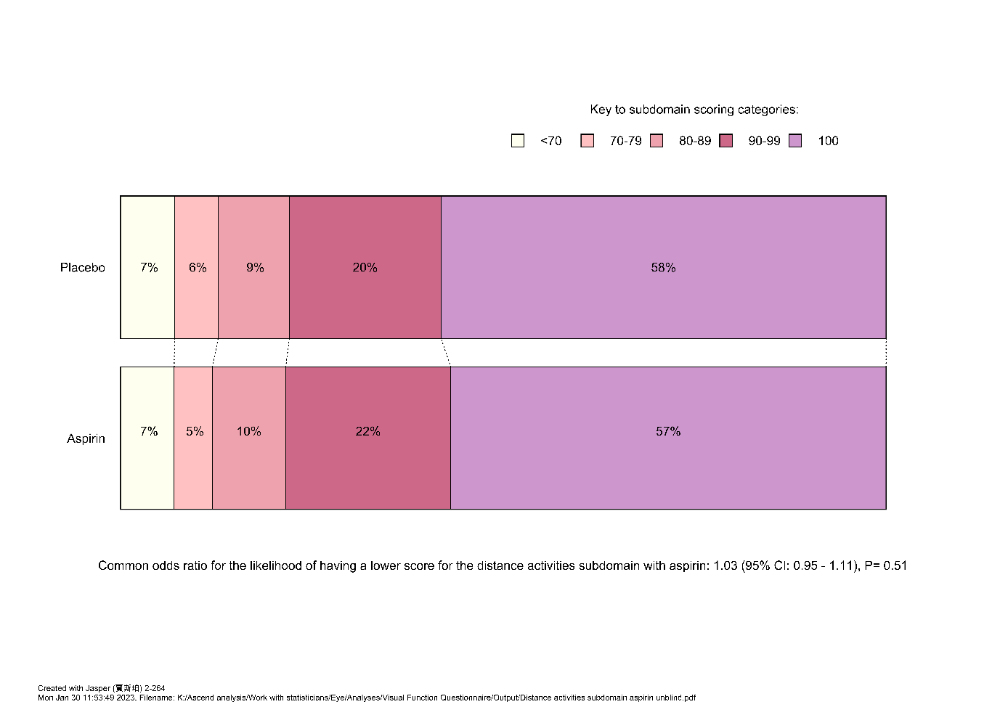 Key to subdomain scoring categories:
<70 70-79 80-89 90-99 100
Placebo 7% 6% 9% 20% 58%
Aspirin 7% 5% 10% 22% 57%
Common odds ratio for the likelihood of having a lower score for the distance activities subdomain with aspirin: 1.03 (95% CI: 0.95 - 1.11), P= 0.51
Created with Jasper (賈斯珀) 2-264
Mon Jan 30 11:53:49 2023. Filename: K:/Ascend analysis/Work with statisticians/Eye/Analyses/Visual Function Questionnaire/Output/Distance activities subdomain aspirin unblind.pdf